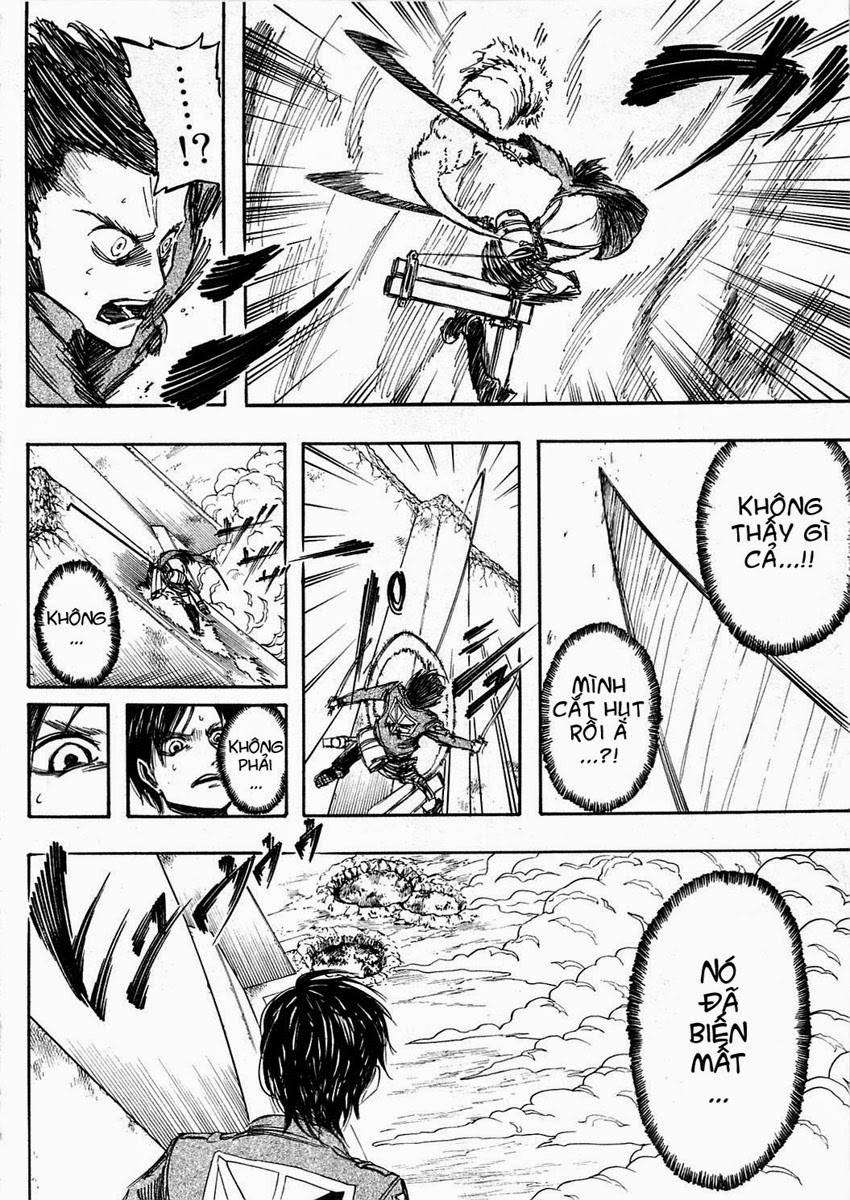 ......
!?
KHÔNG
THẤY GÌ
CẢ...!!
MÌNH
CẮT HỤT
RỒI À
...?!
KHÔNG
...
KHÔNG
PHẢI
...
NÓ
ĐÃ
BIẾN
MẤT
...